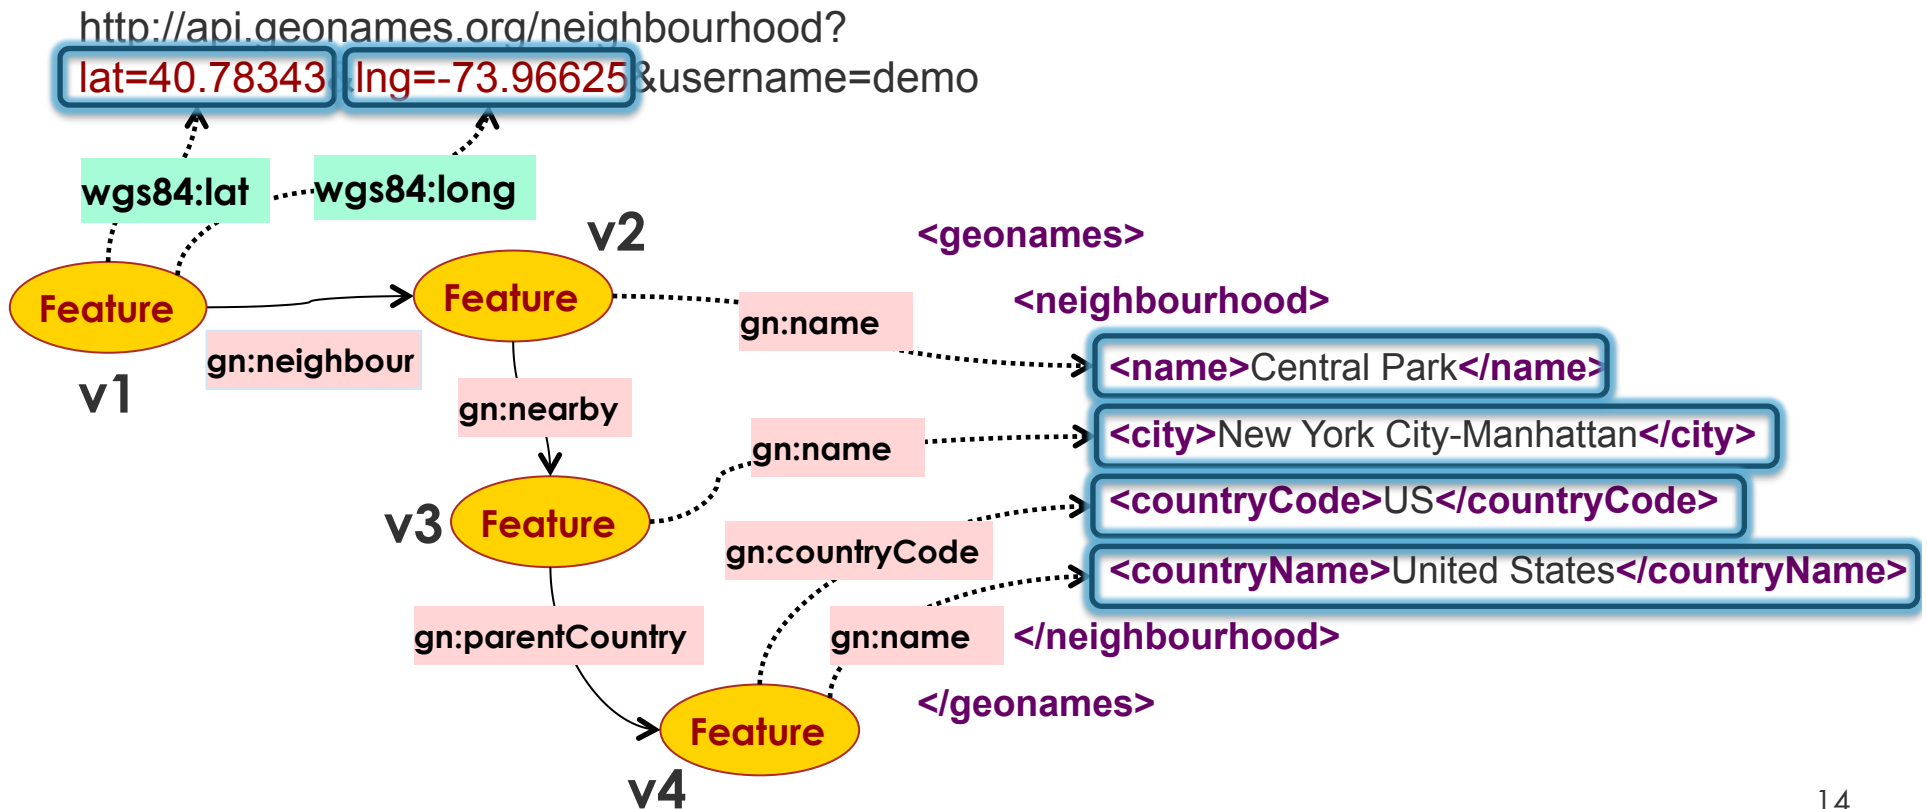 http://api.geonames.org/neighbourhood?
lat=40.78343&lng=-73.96625&username=demo
wgs84:lat
wgs84:long
v2
<geonames>
Feature
Feature
<neighbourhood>
gn:name
gn:neighbour
<name>Central Park</name>
v1
gn:nearby
gn:name
<city>New York City-Manhattan</city>
v3
Feature
<countryCode>US</countryCode>
gn:countryCode
<countryName>United States</countryName>
gn:parentCountry
gn:name
</neighbourhood>
</geonames>
Feature
v4
14